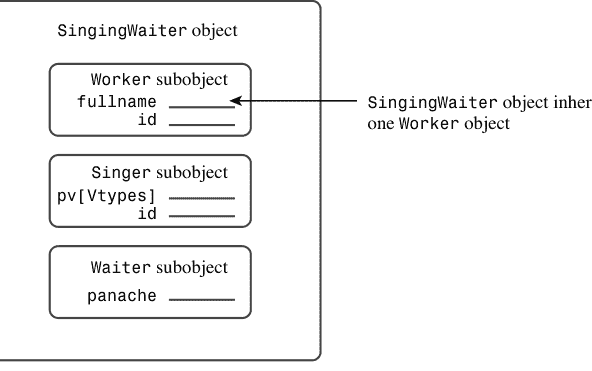 SingingWaiter object
Worker subobject
fullname
id
SingingWaiter object inher
one Worker object
Singer subobject
pv[Vtypes]
id
Waiter subobject
panache